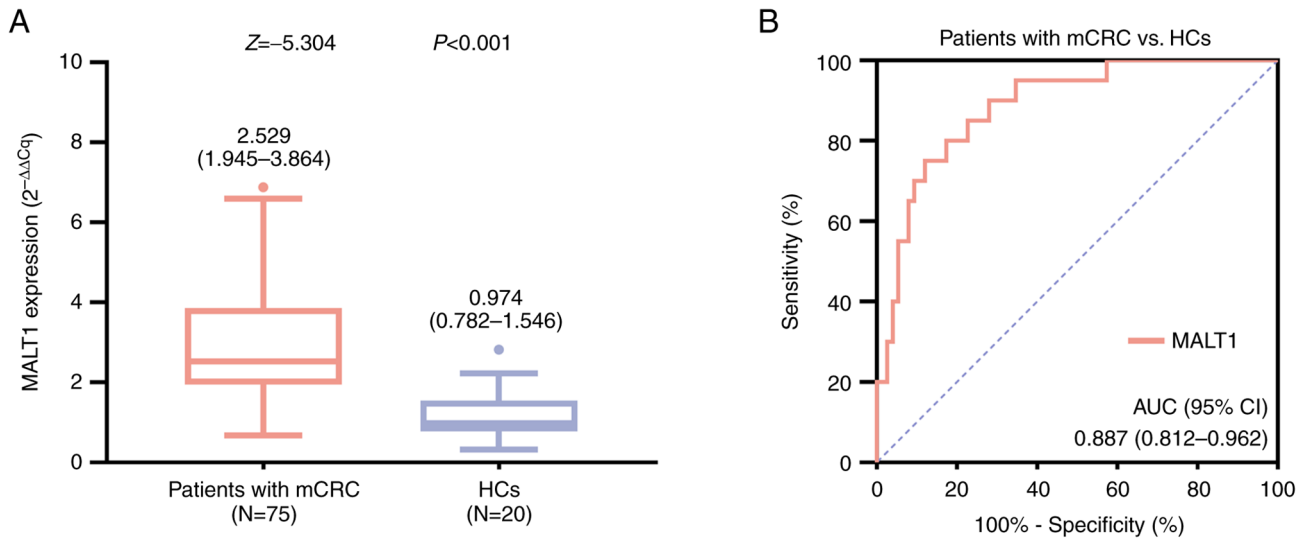 A
Z=−5.304 P<0.001
10
8
6
4
2
0
MALT1 expression (2−ΔΔCq)
2.529
(1.945–3.864)
0.974
(0.782–1.546)
Patients with mCRC
(N=75)
HCs
(N=20)
B
Patients with mCRC vs. HCs
100
80
60
40
20
0
Sensitivity (%)
MALT1
AUC (95% CI)
0.887 (0.812–0.962)
0 20 40 60 80 100
100% - Specificity (%)